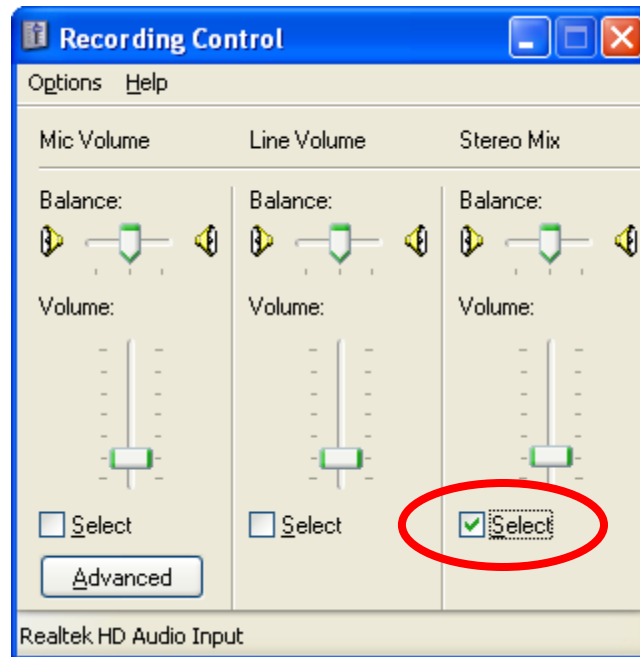 Recording Control
Options Help
Mic Volume Line Volume Stereo Mix
Balance: Balance: Balance:
Volume: Volume: Volume:
Select Select Select
Advanced
Realtek HD Audio Input